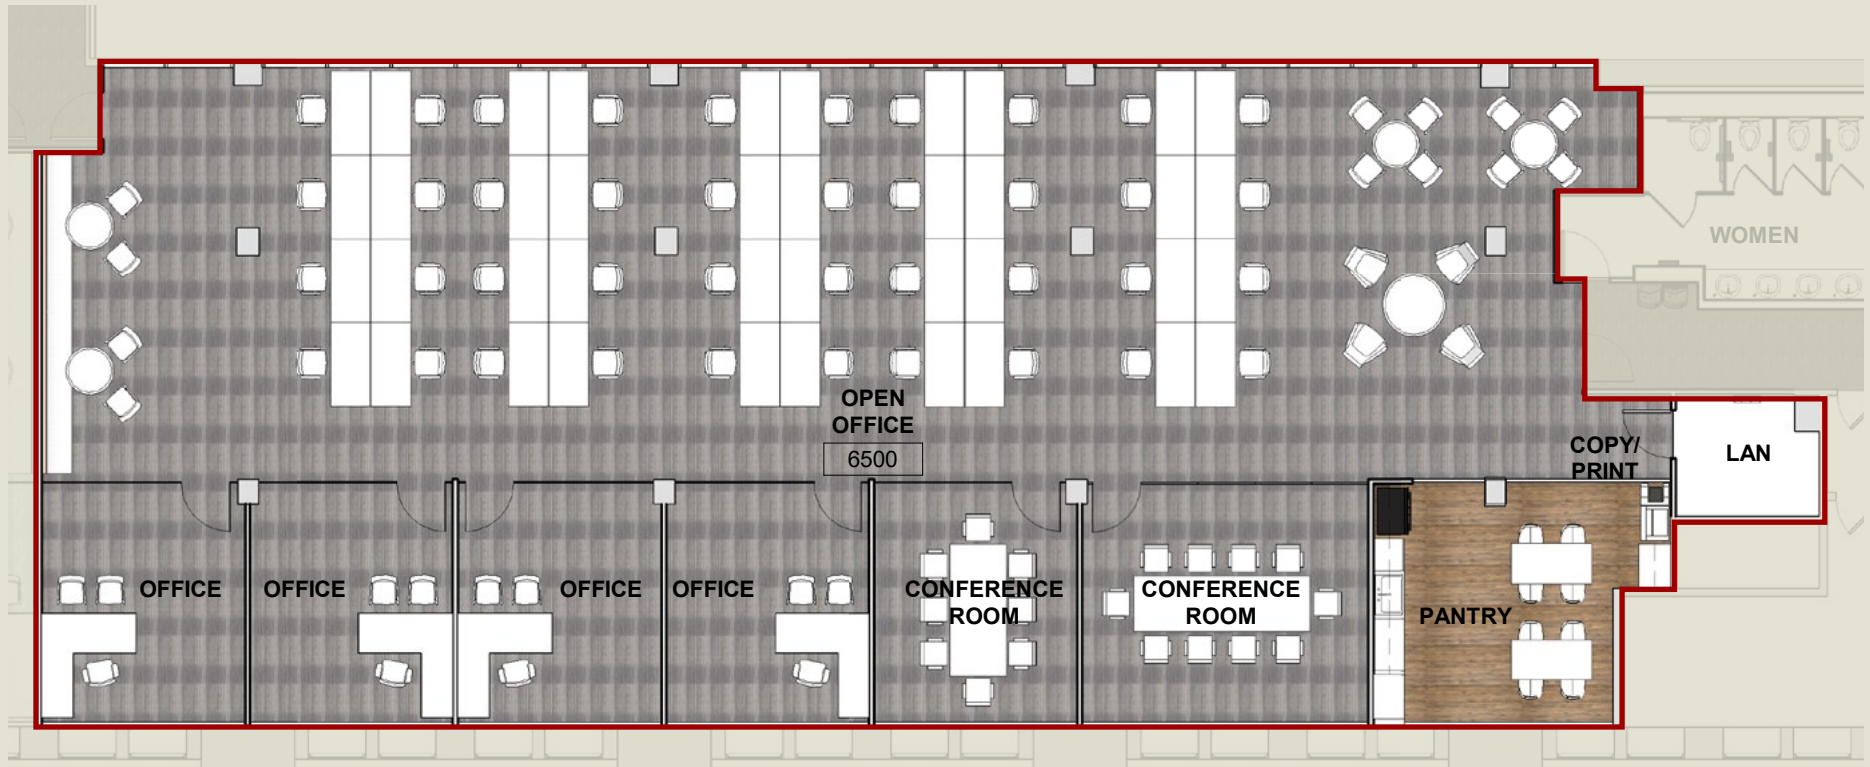 WOMEN
OPEN
OFFICE
6500
COPY/
PRINT
LAN
OFFICE
OFFICE
OFFICE
OFFICE
CONFERENCE
ROOM
CONFERENCE
ROOM
PANTRY